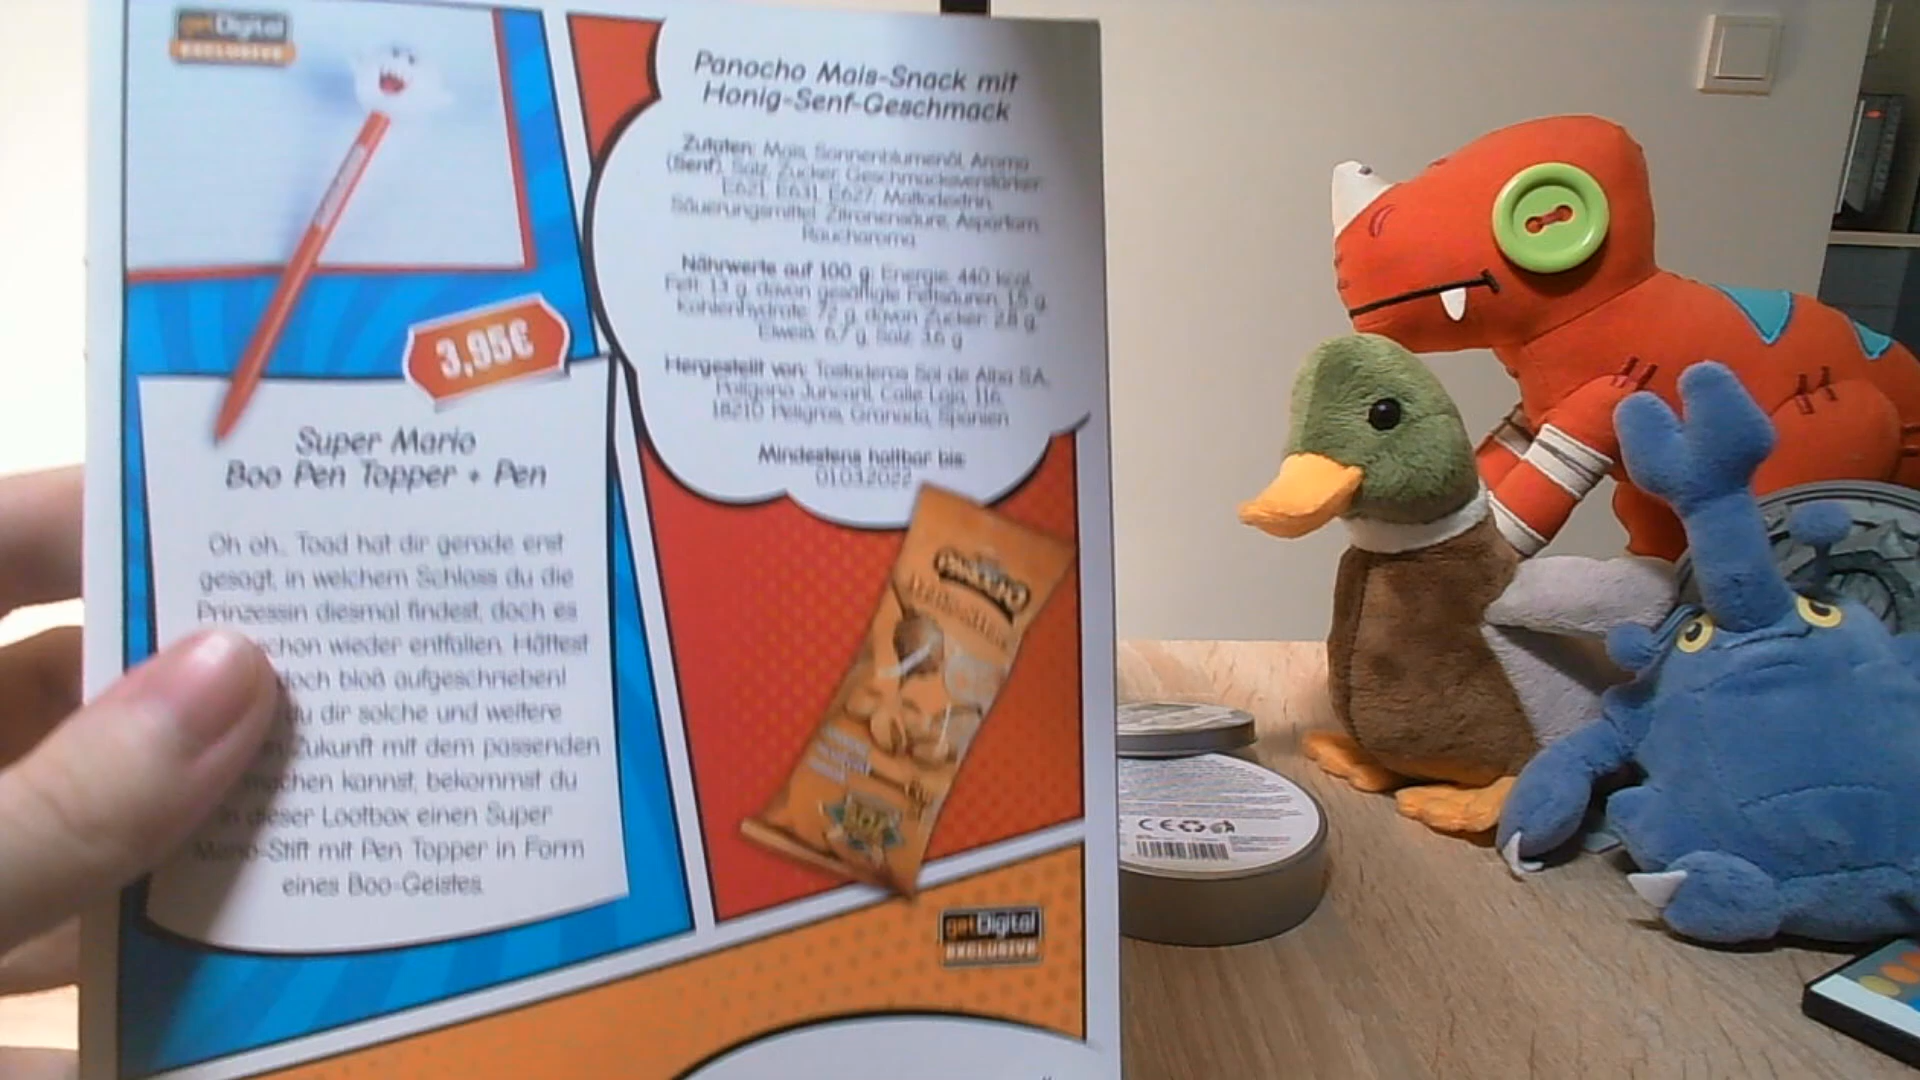 getDigital
EXCLUSIVE
3,95€
Super Mario
Boo Pen Topper + Pen
Oh oh... Toad hat dir gerade erst
gesagt, in welchem Schloss du die
Prinzessin diesmal findest, doch es
schon wieder entfallen. Hättest
doch bloß aufgeschrieben!
du dir solche und weitere
Zukunft mit dem passenden
machen kannst, bekommst du
in dieser Lootbox einen Super
Mario-Stift mit Pen Topper in Form
eines Boo-Geistes.
Panocho Mais-Snack mit
Honig-Senf-Geschmack
Zutaten: Mais, Sonnenblumenöl, Aroma
(Senf), Salz, Zucker, Geschmacksverstärker:
E621, E631, E627; Maltodextrin,
Säuerungsmittel: Zitronensäure, Aspartam,
Raucharoma
Nährwerte auf 100 g: Energie: 440 kcal,
Fett: 13 g, davon gesättigte Fettsäuren: 1,5 g,
Kohlenhydrate: 72 g, davon Zucker: 2,8 g,
Eiweiß: 6,7 g, Salz: 3,6 g
Hergestellt von: Tostaderos Sol de Alba SA,
Polígono Juncaril, Calle Loja, 116,
18210 Peligros, Granada, Spanien
Mindestens haltbar bis:
01.03.2022
PANOCHO
getDigital
EXCLUSIVE
CE